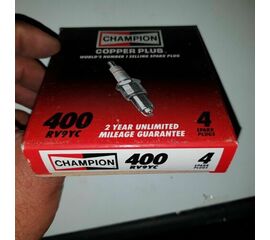 CHAMPION
COPPER PLUS
WORLD'S NUMBER 1 SELLING SPARK PLUG
400
RV9YC
2 YEAR UNLIMITED
MILEAGE GUARANTEE
4
SPARK
PLUGS
CHAMPION
400
RV9YC
4
SPARK
PLUGS